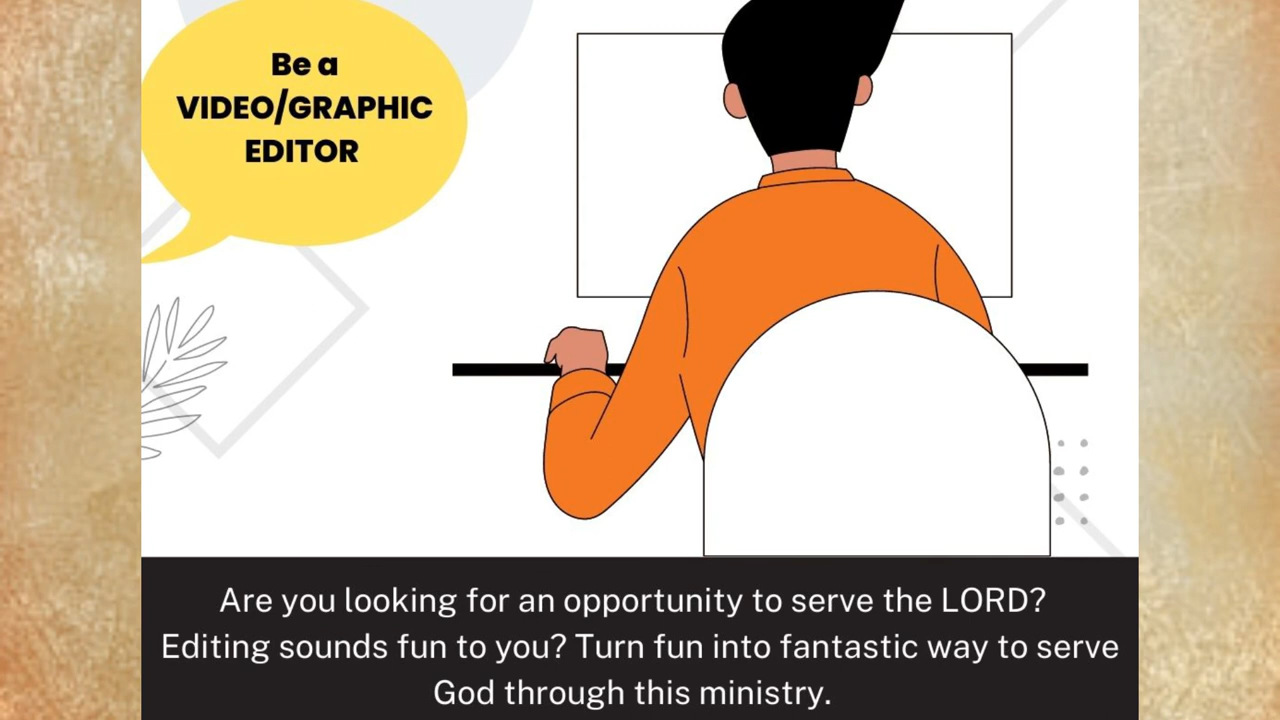 Be a
VIDEO/GRAPHIC
EDITOR
Are you looking for an opportunity to serve the LORD?
Editing sounds fun to you? Turn fun into fantastic way to serve
God through this ministry.